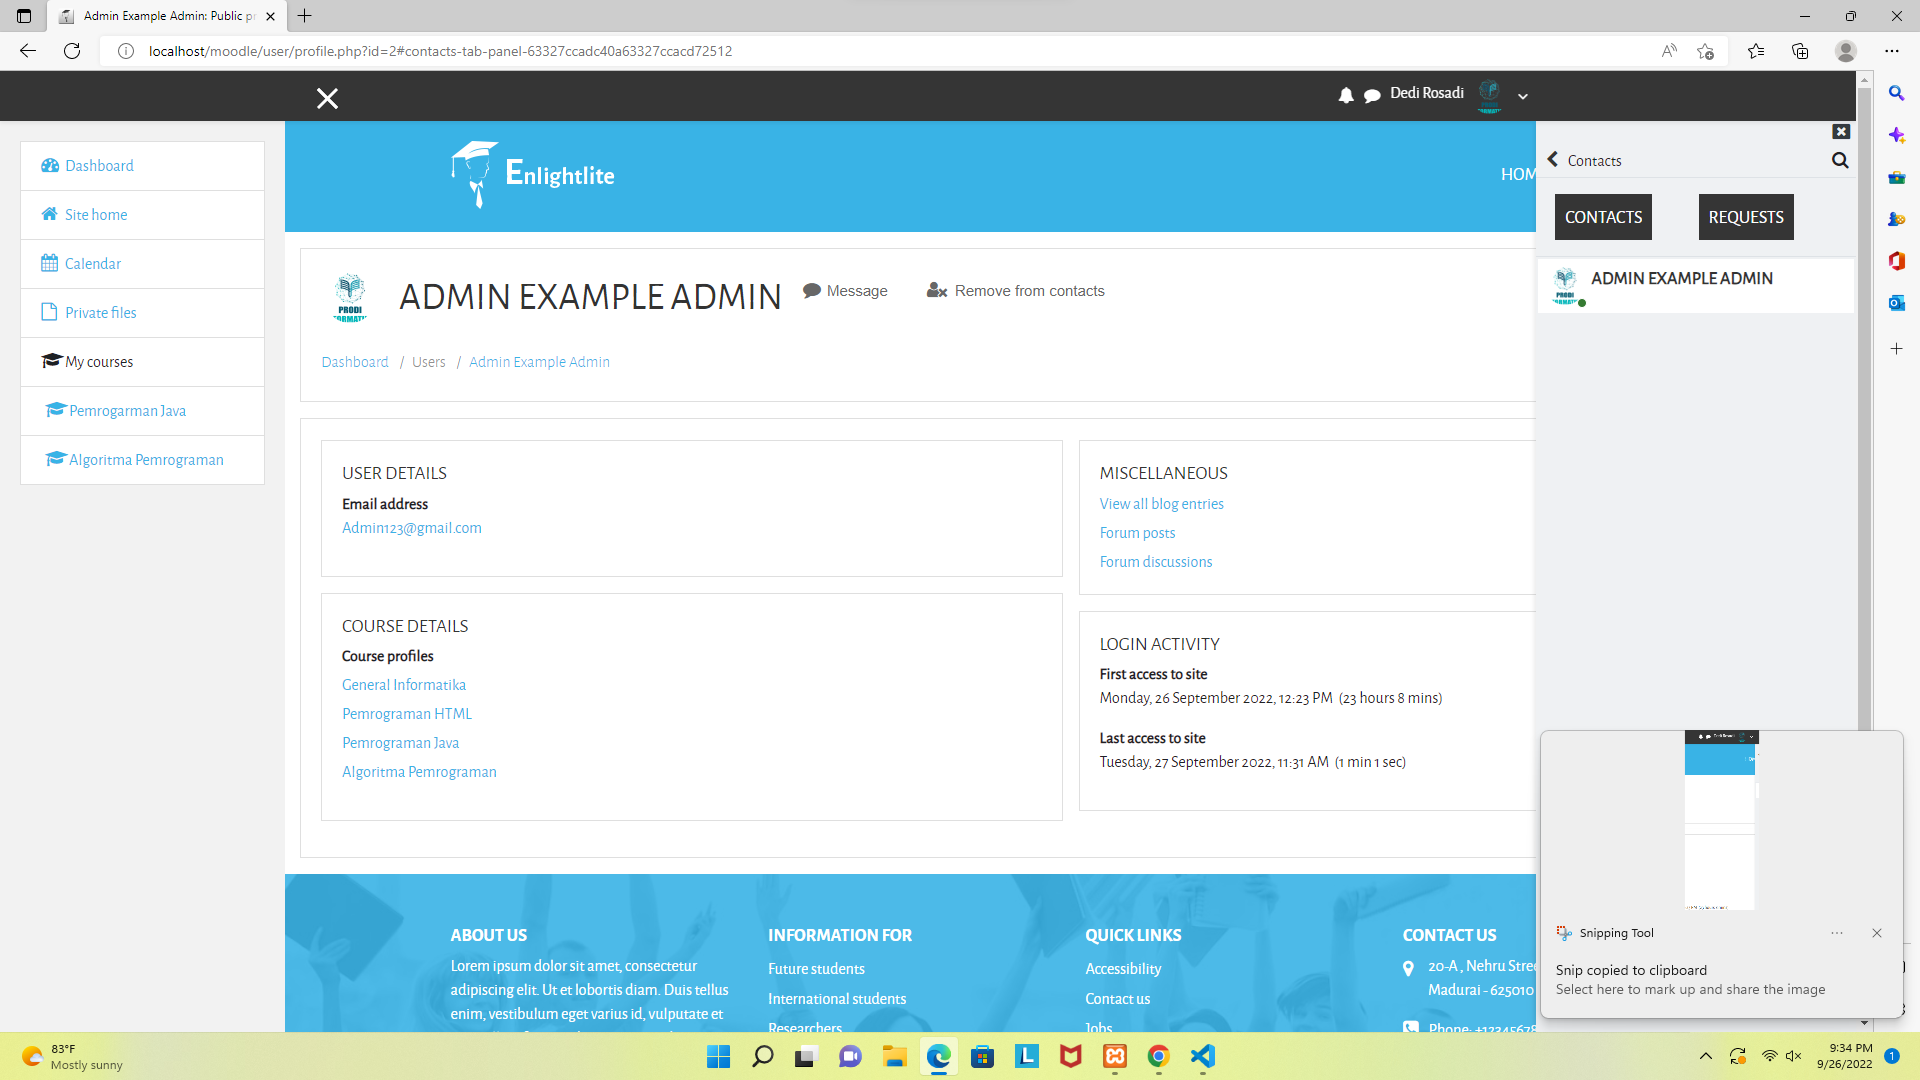 Admin Example Admin: Public pr
localhost/moodle/user/profile.php?id=2#contacts-tab-panel-63327ccadc40a63327ccacd72512
Dedi Rosadi
Dashboard
Site home
Calendar
Private files
My courses
Pemrogarman Java
Algoritma Pemrograman
Enlightlite
HOM
ADMIN EXAMPLE ADMIN
Message
Remove from contacts
Dashboard / Users / Admin Example Admin
USER DETAILS
Email address
Admin123@gmail.com
COURSE DETAILS
Course profiles
General Informatika
Pemrograman HTML
Pemrograman Java
Algoritma Pemrograman
MISCELLANEOUS
View all blog entries
Forum posts
Forum discussions
LOGIN ACTIVITY
First access to site
Monday, 26 September 2022, 12:23 PM (23 hours 8 mins)
Last access to site
Tuesday, 27 September 2022, 11:31 AM (1 min 1 sec)
Contacts
CONTACTS
REQUESTS
PRODI
ADMIN EXAMPLE ADMIN
ABOUT US
Lorem ipsum dolor sit amet, consectetur
adipiscing elit. Ut et lobortis diam. Duis tellus
enim, vestibulum eget varius id, vulputate et
INFORMATION FOR
Future students
International students
Researchers
QUICK LINKS
Accessibility
Contact us
Jobs
CONTACT US
20-A, Nehru Stree
Madurai - 625010
Phone: +12345678
Snipping Tool
Snip copied to clipboard
Select here to mark up and share the image
83°F
Mostly sunny
9:34 PM
9/26/2022
1